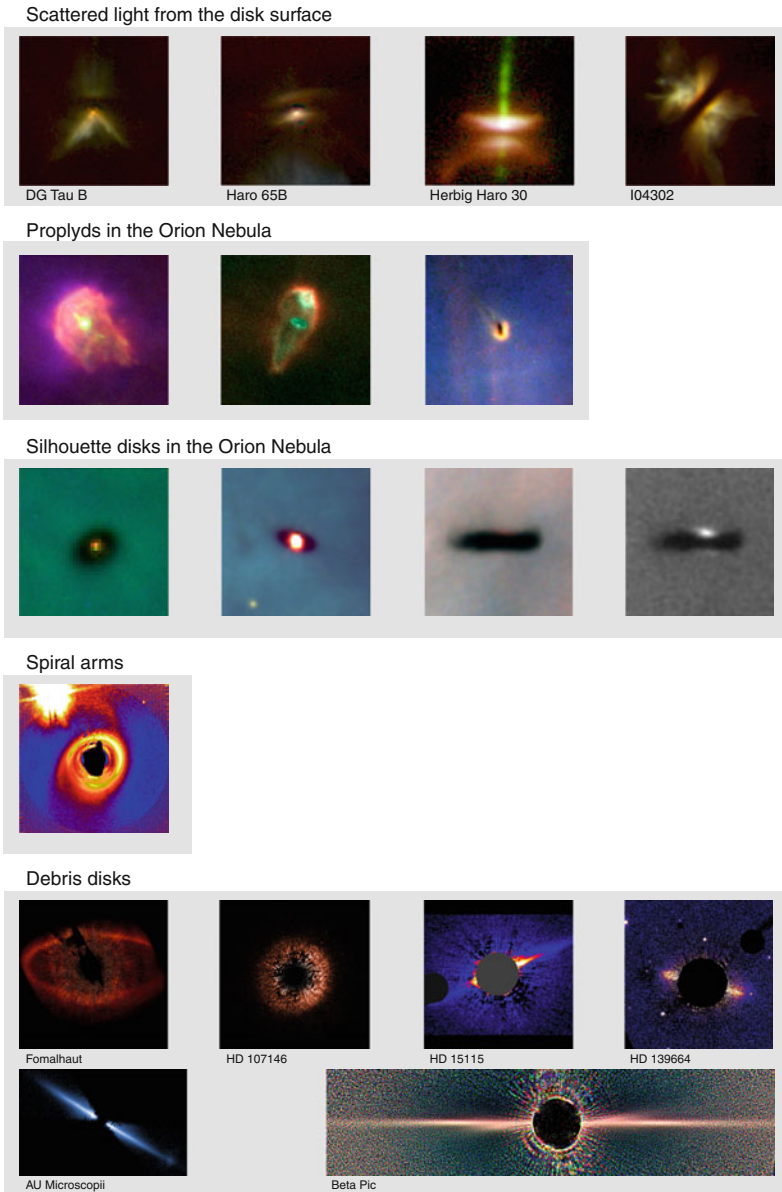 Scattered light from the disk surface
DG Tau B
Haro 65B
Herbig Haro 30
I04302
Proplyds in the Orion Nebula
Silhouette disks in the Orion Nebula
Spiral arms
Debris disks
Fomalhaut
HD 107146
HD 15115
HD 139664
AU Microscopii
Beta Pic